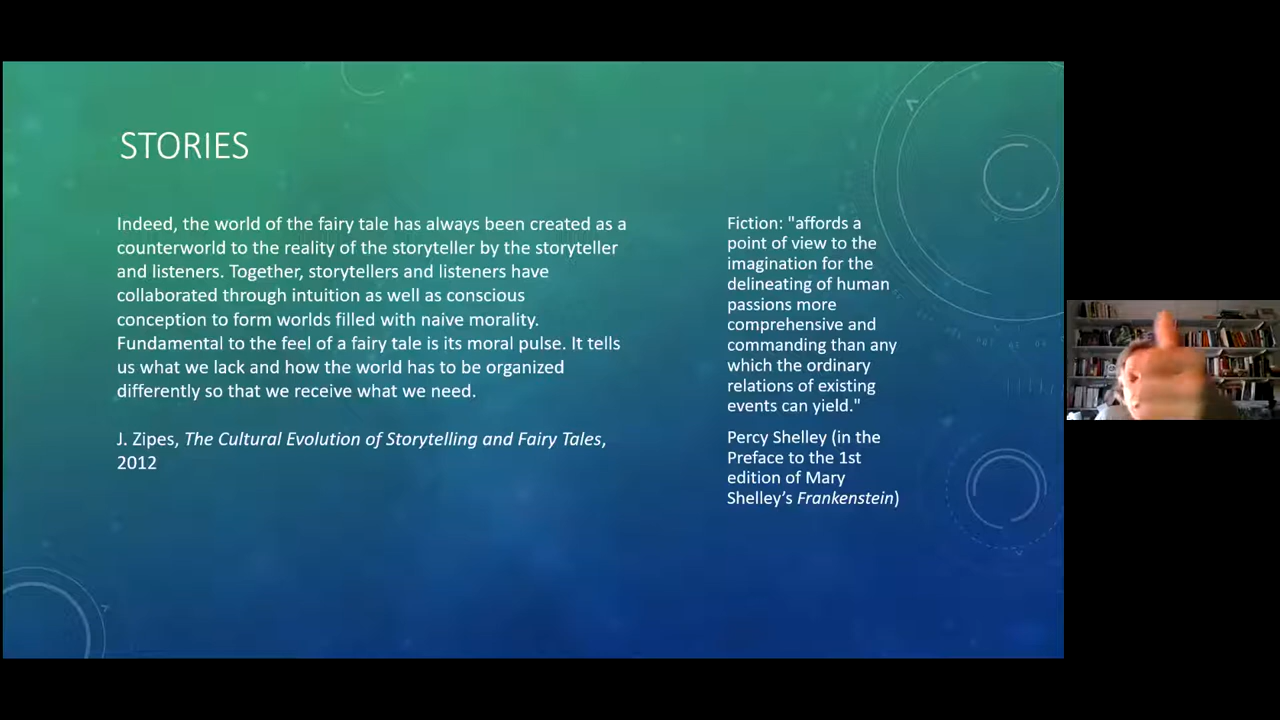 STORIES
Indeed, the world of the fairy tale has always been created as a
counterworld to the reality of the storyteller by the storyteller
and listeners. Together, storytellers and listeners have
collaborated through intuition as well as conscious
conception to form worlds filled with naive morality.
Fundamental to the feel of a fairy tale is its moral pulse. It tells
us what we lack and how the world has to be organized
differently so that we receive what we need.
J. Zipes, The Cultural Evolution of Storytelling and Fairy Tales,
2012
Fiction: "affords a
point of view to the
imagination for the
delineating of human
passions more
comprehensive and
commanding than any
which the ordinary
relations of existing
events can yield."
Percy Shelley (in the
Preface to the 1st
edition of Mary
Shelley’s Frankenstein)